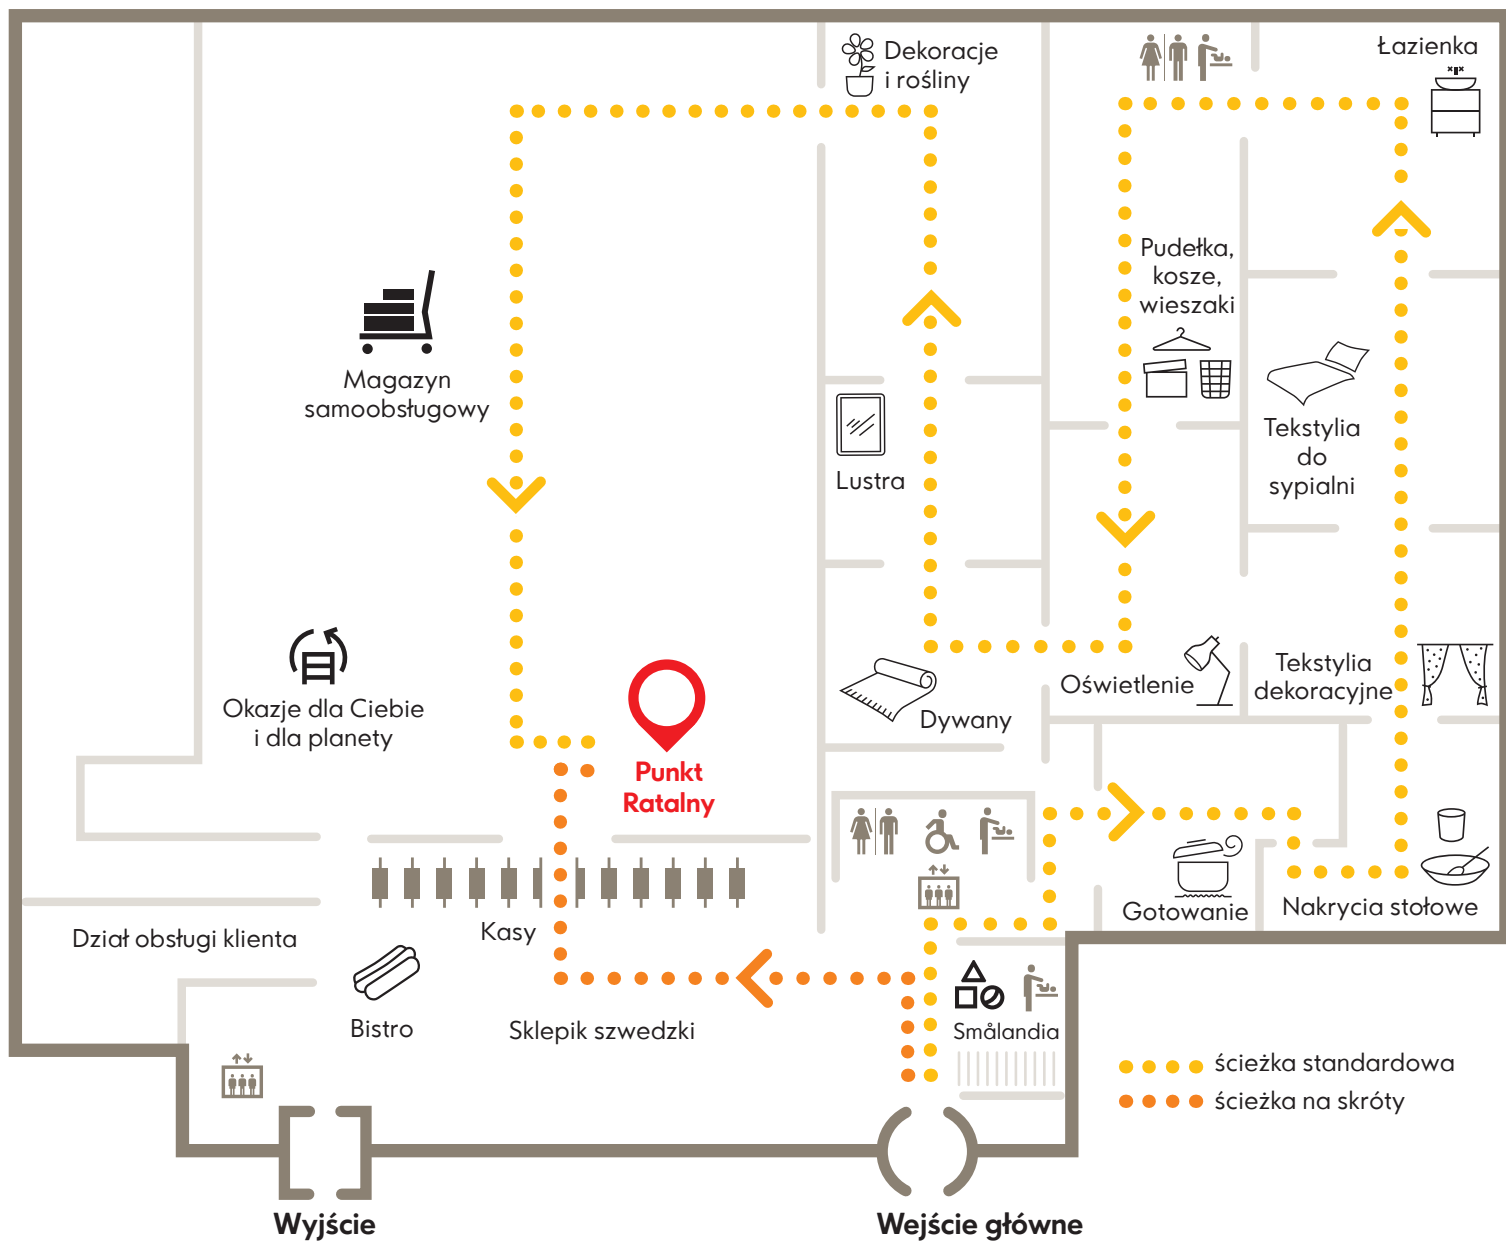 Dekoracje
i rośliny
Łazienka
Pudełka,
kosze,
wieszaki
Magazyn
samoobsługowy
Lustra
Tekstylia
do
sypialni
Okazje dla Ciebie
i dla planety
Punkt
Ratalny
Dywany
Oświetlenie
Tekstylia
dekoracyjne
Gotowanie
Nakrycia stołowe
Kasy
Dział obsługi klienta
Bistro
Sklepik szwedzki
Smålandia
ścieżka standardowa
ścieżka na skróty
Wyjście
Wejście główne